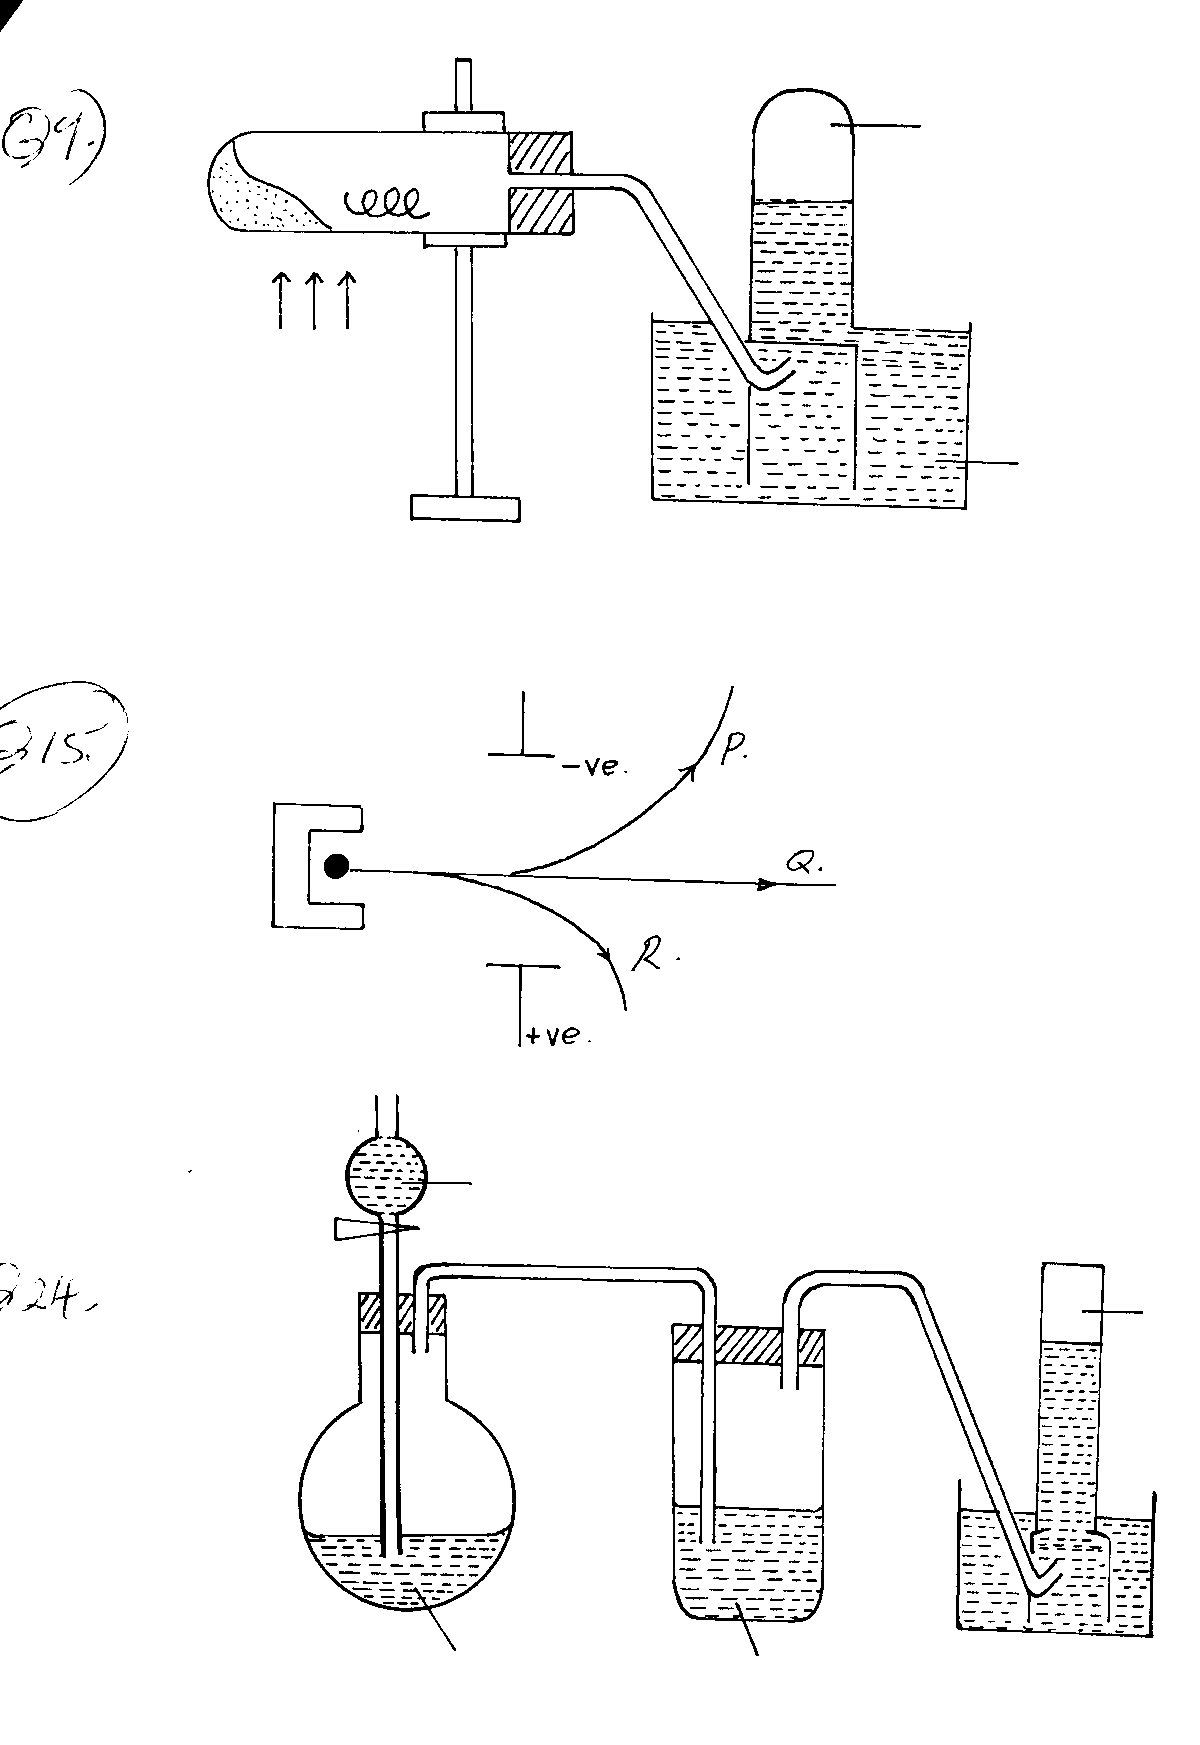 Q9.)
P.
-ve.
Q15.
Q.
R.
+ve.
Q24.